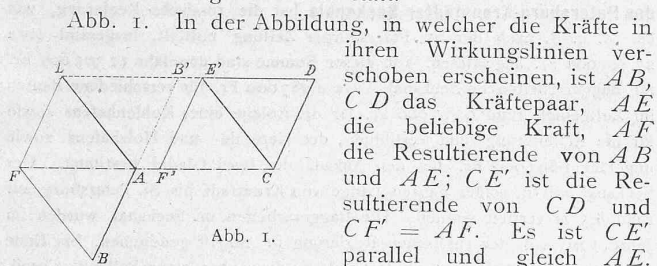 Abb. 1. In der Abbildung, in welcher die Kräfte in
ihren Wirkungslinien ver-
schoben erscheinen, ist AB,
C D das Kräftepaar, AE
die beliebige Kraft, AF
die Resultierende von AB
und AE; CE' ist die Re-
sultierende von CD und
CF' = AF. Es ist CE'
parallel und gleich AE.
L B' E' D
F A F' C
Abb. 1.
B